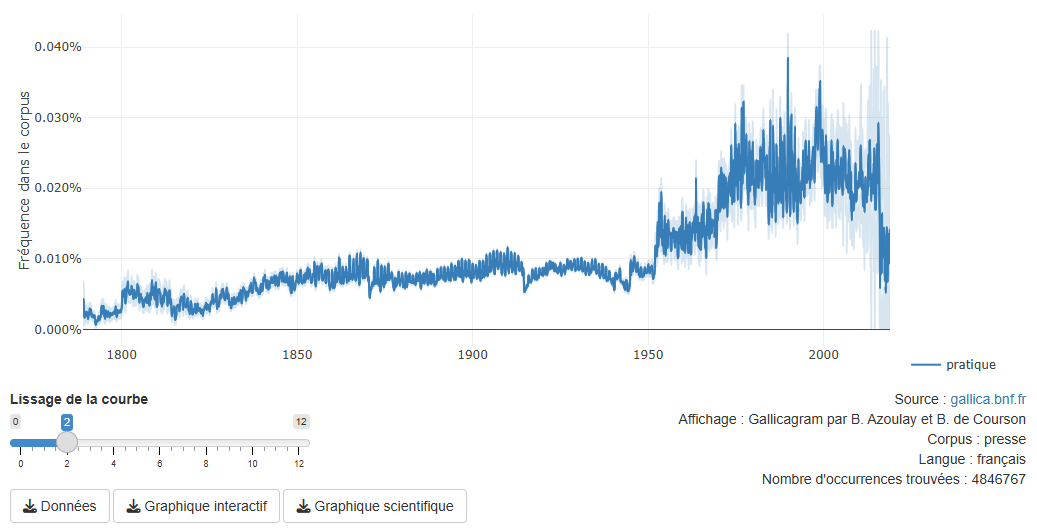 Fréquence dans le corpus
0.040%
0.030%
0.020%
0.010%
0.000%
1800 1850 1900 1950 2000
pratique
Lissage de la courbe
0 2 12
0 2 4 6 8 10 12
Données Graphique interactif Graphique scientifique
Source : gallica.bnf.fr
Affichage : Gallicagram par B. Azoulay et B. de Courson
Corpus : presse
Langue : français
Nombre d'occurrences trouvées : 4846767